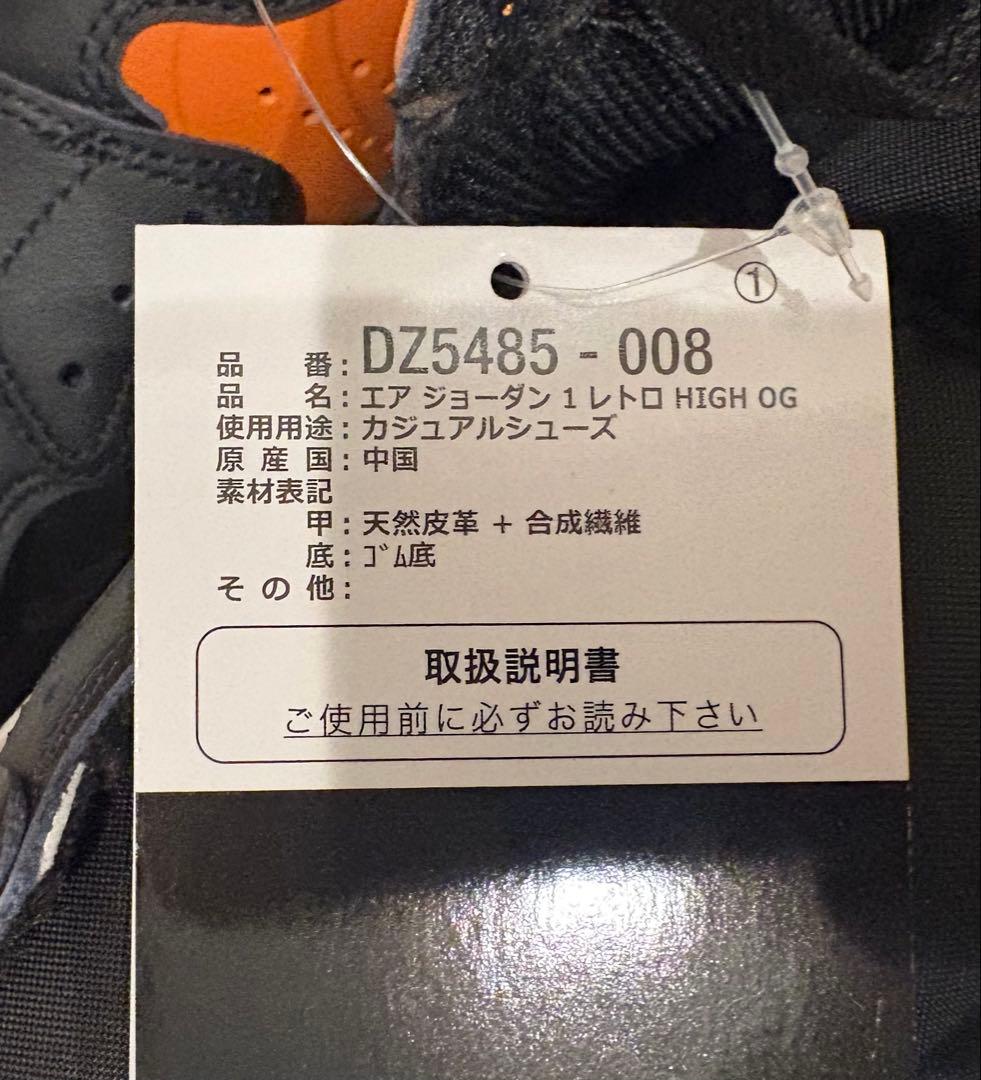 ①
品番：DZ5485 - 008
品名：エア ジョーダン 1 レトロ HIGH OG
使用用途：カジュアルシューズ
原産国：中国
素材表記
甲：天然皮革 + 合成繊維
底：ｺﾞﾑ底
その他：
取扱説明書
ご使用前に必ずお読み下さい